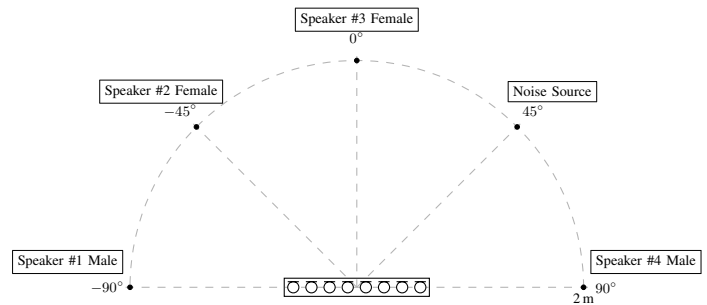 Speaker #3 Female
0°
Speaker #2 Female
−45°
Noise Source
45°
Speaker #1 Male
−90°
Speaker #4 Male
90°
2 m